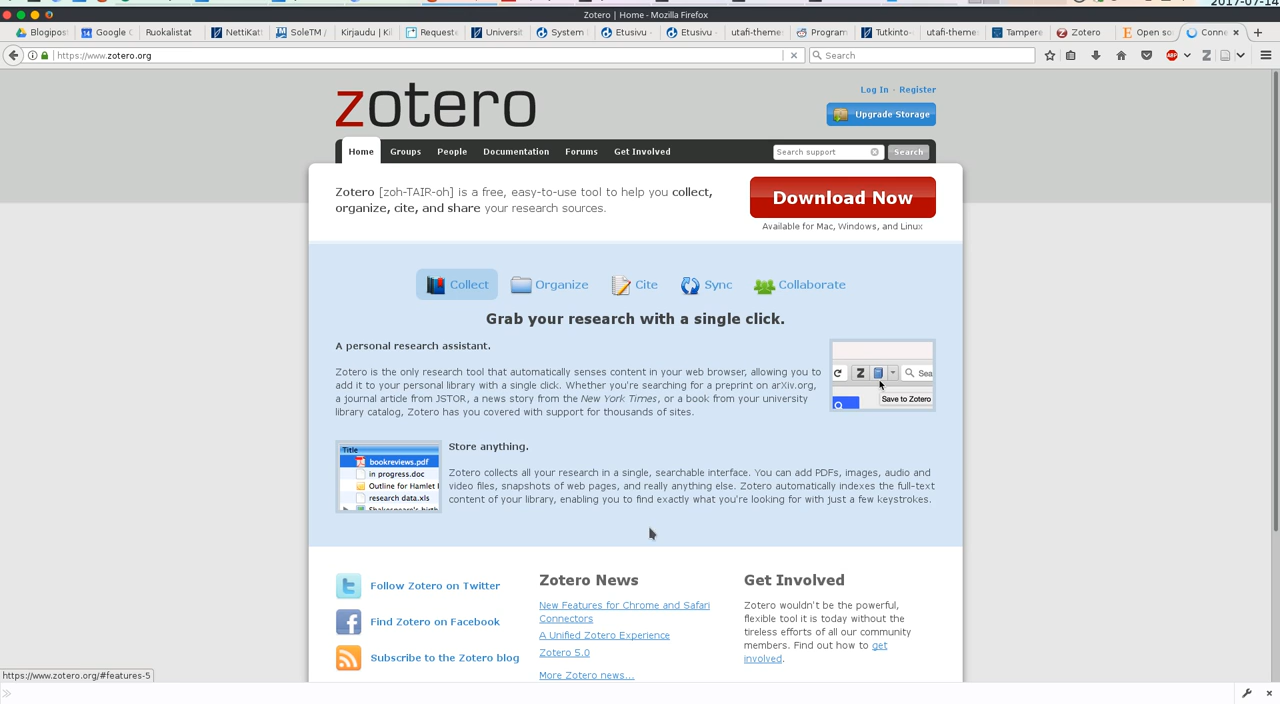 2017-07-14
Zotero | Home - Mozilla Firefox
Blogipos
Google C
Ruokalistat
NettiKat
SoleTM /
Kirjaudu | Ki
Request
Universit
System
Etusivu -
Etusivu -
utafi-theme
Program
Tutkinto-
utafi-theme
Tampere
Zotero
Open so
Conne
https://www.zotero.org
Search
ABP
zotero
Log In · Register
Upgrade Storage
Home Groups People Documentation Forums Get Involved
Search support
Search
Zotero [zoh-TAIR-oh] is a free, easy-to-use tool to help you collect,
organize, cite, and share your research sources.
Download Now
Available for Mac, Windows, and Linux
Collect Organize Cite Sync Collaborate
Grab your research with a single click.
A personal research assistant.
Zotero is the only research tool that automatically senses content in your web browser, allowing you to
add it to your personal library with a single click. Whether you're searching for a preprint on arXiv.org,
a journal article from JSTOR, a news story from the New York Times, or a book from your university
library catalog, Zotero has you covered with support for thousands of sites.
Z
Sea
Save to Zotero
Title
bookreviews.pdf
in progress.doc
Outline for Hamlet
research data.xls
Store anything.
Zotero collects all your research in a single, searchable interface. You can add PDFs, images, audio and
video files, snapshots of web pages, and really anything else. Zotero automatically indexes the full-text
content of your library, enabling you to find exactly what you're looking for with just a few keystrokes.
Follow Zotero on Twitter
Find Zotero on Facebook
Subscribe to the Zotero blog
Zotero News
New Features for Chrome and Safari
Connectors
A Unified Zotero Experience
Zotero 5.0
More Zotero news...
Get Involved
Zotero wouldn't be the powerful,
flexible tool it is today without the
tireless efforts of all our community
members. Find out how to get
involved.
https://www.zotero.org/#features-5